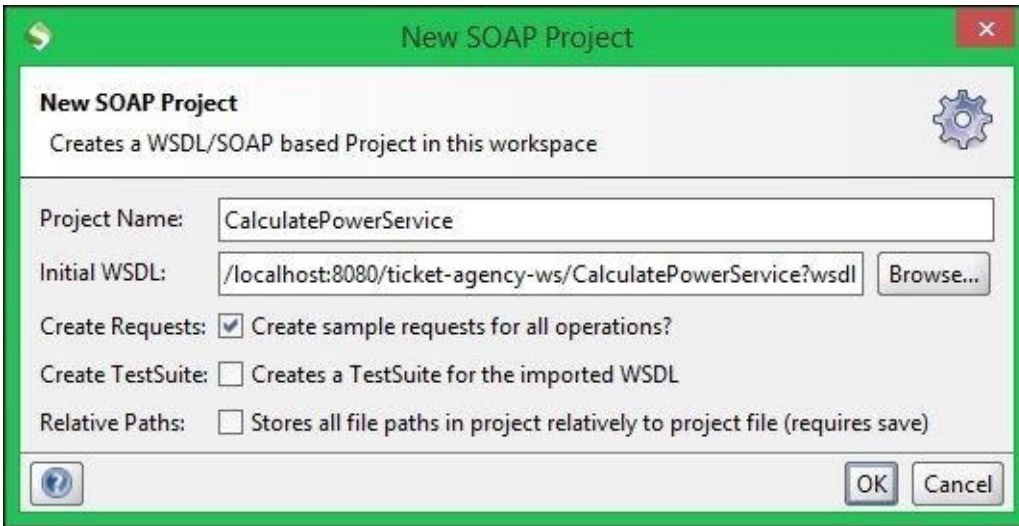 New SOAP Project
New SOAP Project
Creates a WSDL/SOAP based Project in this workspace
Project Name: CalculatePowerService
Initial WSDL: /localhost:8080/ticket-agency-ws/CalculatePowerService?wsdl Browse...
Create Requests: Create sample requests for all operations?
Create TestSuite: Creates a TestSuite for the imported WSDL
Relative Paths: Stores all file paths in project relatively to project file (requires save)
OK Cancel